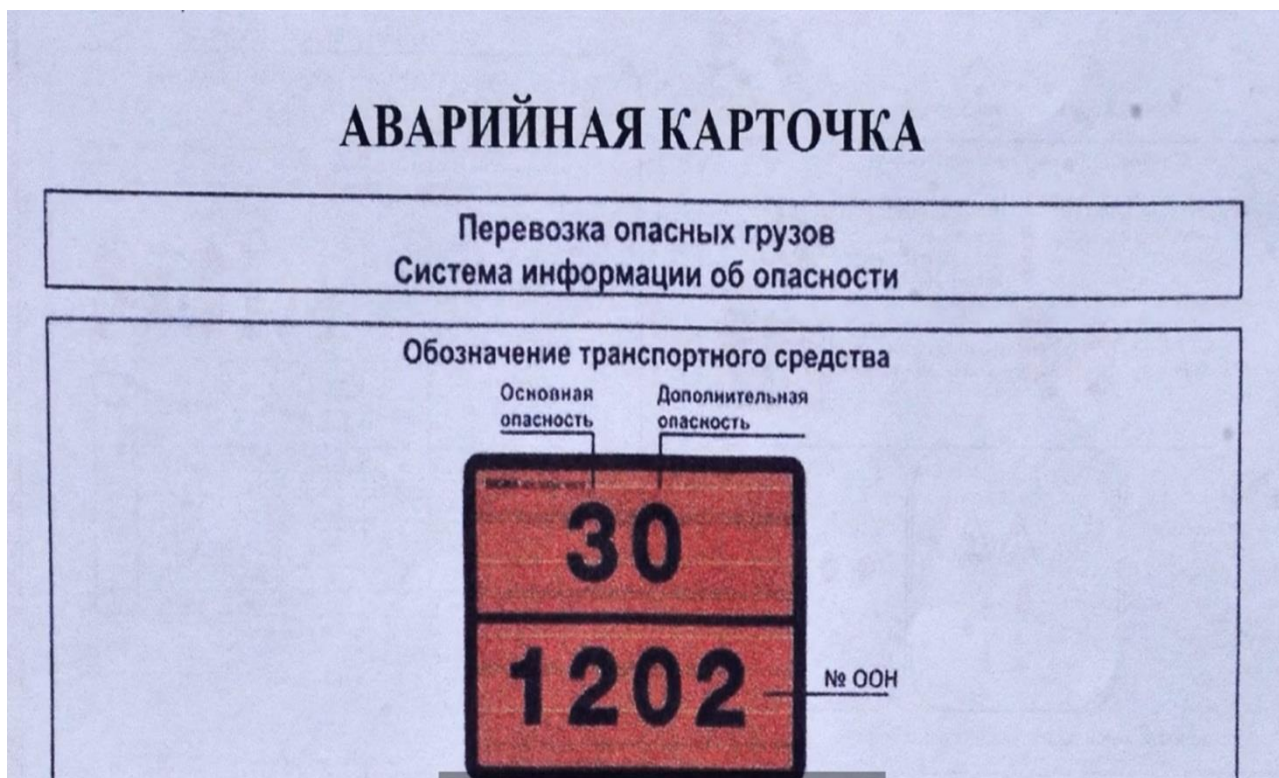 АВАРИЙНАЯ КАРТОЧКА
Перевозка опасных грузов
Система информации об опасности
Обозначение транспортного средства
Основная
опасность
Дополнительная
опасность
30
1202
№ ООН